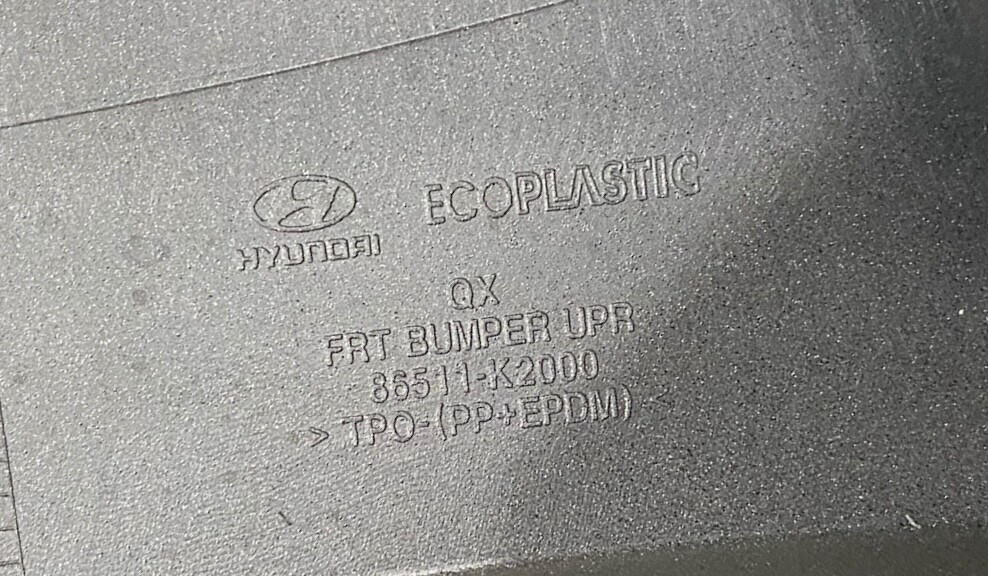 HYUNDAI ECOPLASTIC
QX
FRT BUMPER UPR
86511-K2000
> TPO-(PP+EPDM) <